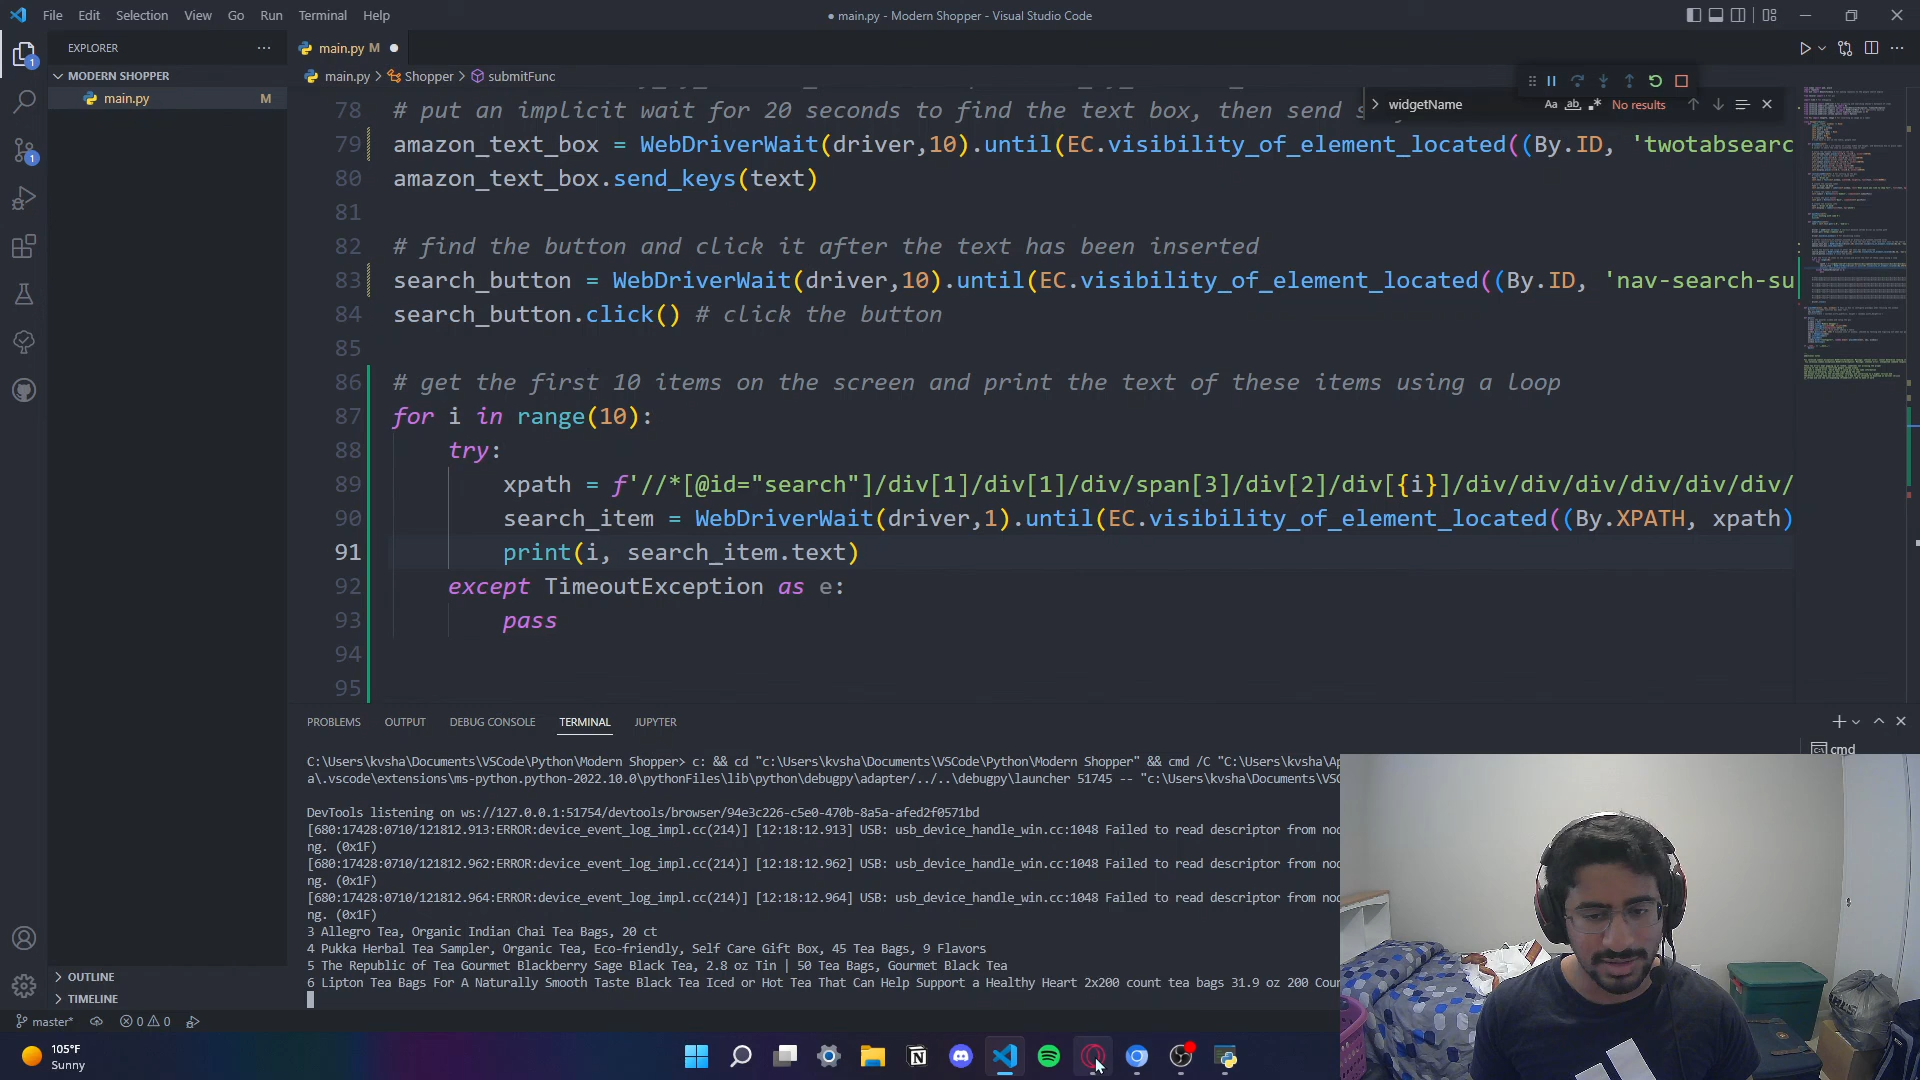 File Edit Selection View Go Run Terminal Help
● main.py - Modern Shopper - Visual Studio Code
EXPLORER
MODERN SHOPPER
main.py M
main.py M
main.py > Shopper > submitFunc
widgetName
Aa ab No results
78 # put an implicit wait for 20 seconds to find the text box, then send
79 amazon_text_box = WebDriverWait(driver,10).until(EC.visibility_of_element_located((By.ID, 'twotabsearc
80 amazon_text_box.send_keys(text)
81
82 # find the button and click it after the text has been inserted
83 search_button = WebDriverWait(driver,10).until(EC.visibility_of_element_located((By.ID, 'nav-search-su
84 search_button.click() # click the button
85
86 # get the first 10 items on the screen and print the text of these items using a loop
87 for i in range(10):
88 try:
89 xpath = f'//*[@id="search"]/div[1]/div[1]/div/span[3]/div[2]/div[{i}]/div/div/div/div/div/div/
90 search_item = WebDriverWait(driver,1).until(EC.visibility_of_element_located((By.XPATH, xpath)
91 print(i, search_item.text)
92 except TimeoutException as e:
93 pass
94
95
PROBLEMS OUTPUT DEBUG CONSOLE TERMINAL JUPYTER
cmd
C:\Users\kvsha\Documents\VSCode\Python\Modern Shopper> c: && cd "c:\Users\kvsha\Documents\VSCode\Python\Modern Shopper" && cmd /C "C:\Users\kvsha\Ap
a\.vscode\extensions\ms-python.python-2022.10.0\pythonFiles\lib\python\debugpy\adapter/../..\debugpy\launcher 51745 -- "c:\Users\kvsha\Documents\VSC
DevTools listening on ws://127.0.0.1:51754/devtools/browser/94e3c226-c5e0-470b-8a5a-afed2f0571bd
[680:17428:0710/121812.913:ERROR:device_event_log_impl.cc(214)] [12:18:12.913] USB: usb_device_handle_win.cc:1048 Failed to read descriptor from nod
ng. (0x1F)
[680:17428:0710/121812.962:ERROR:device_event_log_impl.cc(214)] [12:18:12.962] USB: usb_device_handle_win.cc:1048 Failed to read descriptor from nod
ng. (0x1F)
[680:17428:0710/121812.964:ERROR:device_event_log_impl.cc(214)] [12:18:12.964] USB: usb_device_handle_win.cc:1048 Failed to read descriptor from nod
ng. (0x1F)
3 Allegro Tea, Organic Indian Chai Tea Bags, 20 ct
4 Pukka Herbal Tea Sampler, Organic Tea, Eco-friendly, Self Care Gift Box, 45 Tea Bags, 9 Flavors
5 The Republic of Tea Gourmet Blackberry Sage Black Tea, 2.8 oz Tin | 50 Tea Bags, Gourmet Black Tea
6 Lipton Tea Bags For A Naturally Smooth Taste Black Tea Iced or Hot Tea That Can Help Support a Healthy Heart 2x200 count tea bags 31.9 oz 200 Coun
OUTLINE
TIMELINE
master* 0 0
105°F
Sunny